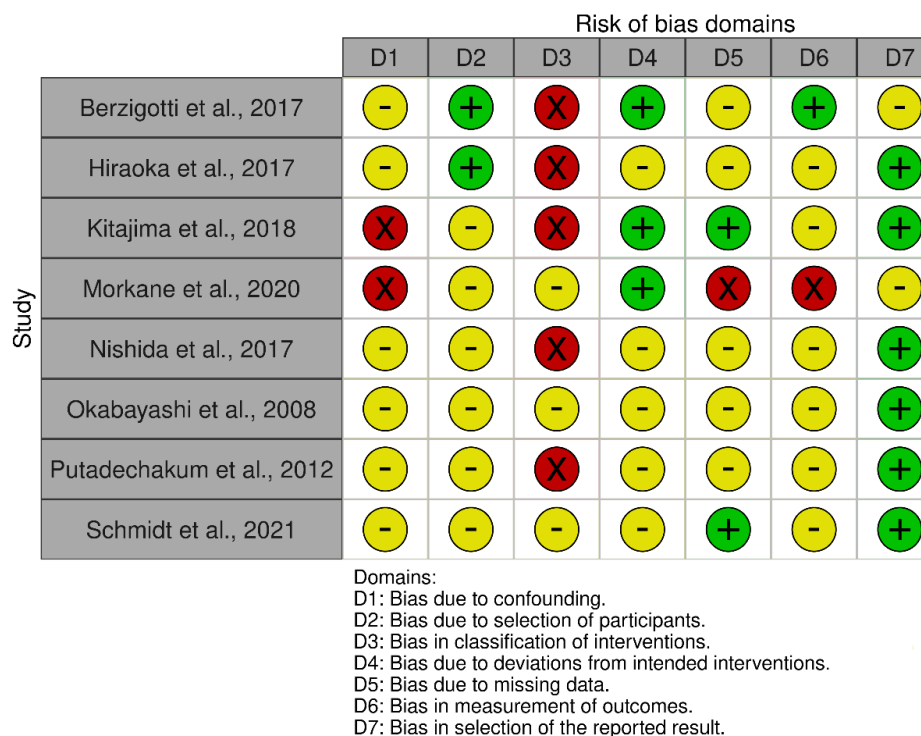 Risk of bias domains
D1 D2 D3 D4 D5 D6 D7
Study
Berzigotti et al., 2017 - + X + - + -
Hiraoka et al., 2017 - + X - - - +
Kitajima et al., 2018 X - X + + - +
Morkane et al., 2020 X - - + X X -
Nishida et al., 2017 - - X - - - +
Okabayashi et al., 2008 - - - - - - +
Putadechakum et al., 2012 - - X - - - +
Schmidt et al., 2021 - - - - + - +
Domains:
D1: Bias due to confounding.
D2: Bias due to selection of participants.
D3: Bias in classification of interventions.
D4: Bias due to deviations from intended interventions.
D5: Bias due to missing data.
D6: Bias in measurement of outcomes.
D7: Bias in selection of the reported result.